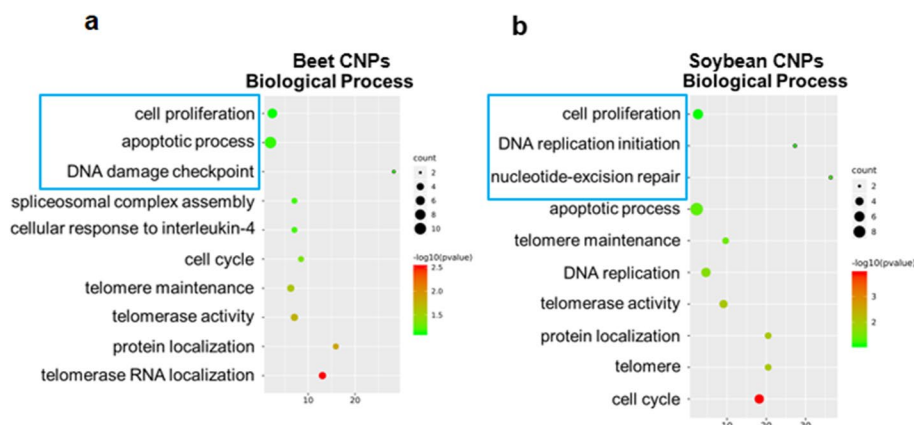 a
Beet CNPs
Biological Process
cell proliferation
apoptotic process
DNA damage checkpoint
spliceosomal complex assembly
cellular response to interleukin-4
cell cycle
telomere maintenance
telomerase activity
protein localization
telomerase RNA localization
10 20
count
2
4
6
8
10
-log10(pvalue)
2.5
2.0
1.5
b
Soybean CNPs
Biological Process
cell proliferation
DNA replication initiation
nucleotide-excision repair
apoptotic process
telomere maintenance
DNA replication
telomerase activity
protein localization
telomere
cell cycle
10 20 30
count
2
4
6
8
-log10(pvalue)
3
2